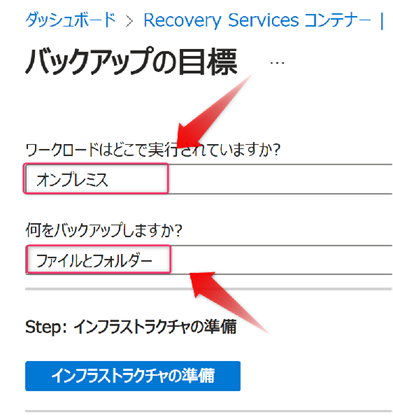 ダッシュボード > Recovery Services コンテナー |
バックアップの目標 ...
ワークロードはどこで実行されていますか?
オンプレミス
何をバックアップしますか?
ファイルとフォルダー
Step: インフラストラクチャの準備
インフラストラクチャの準備